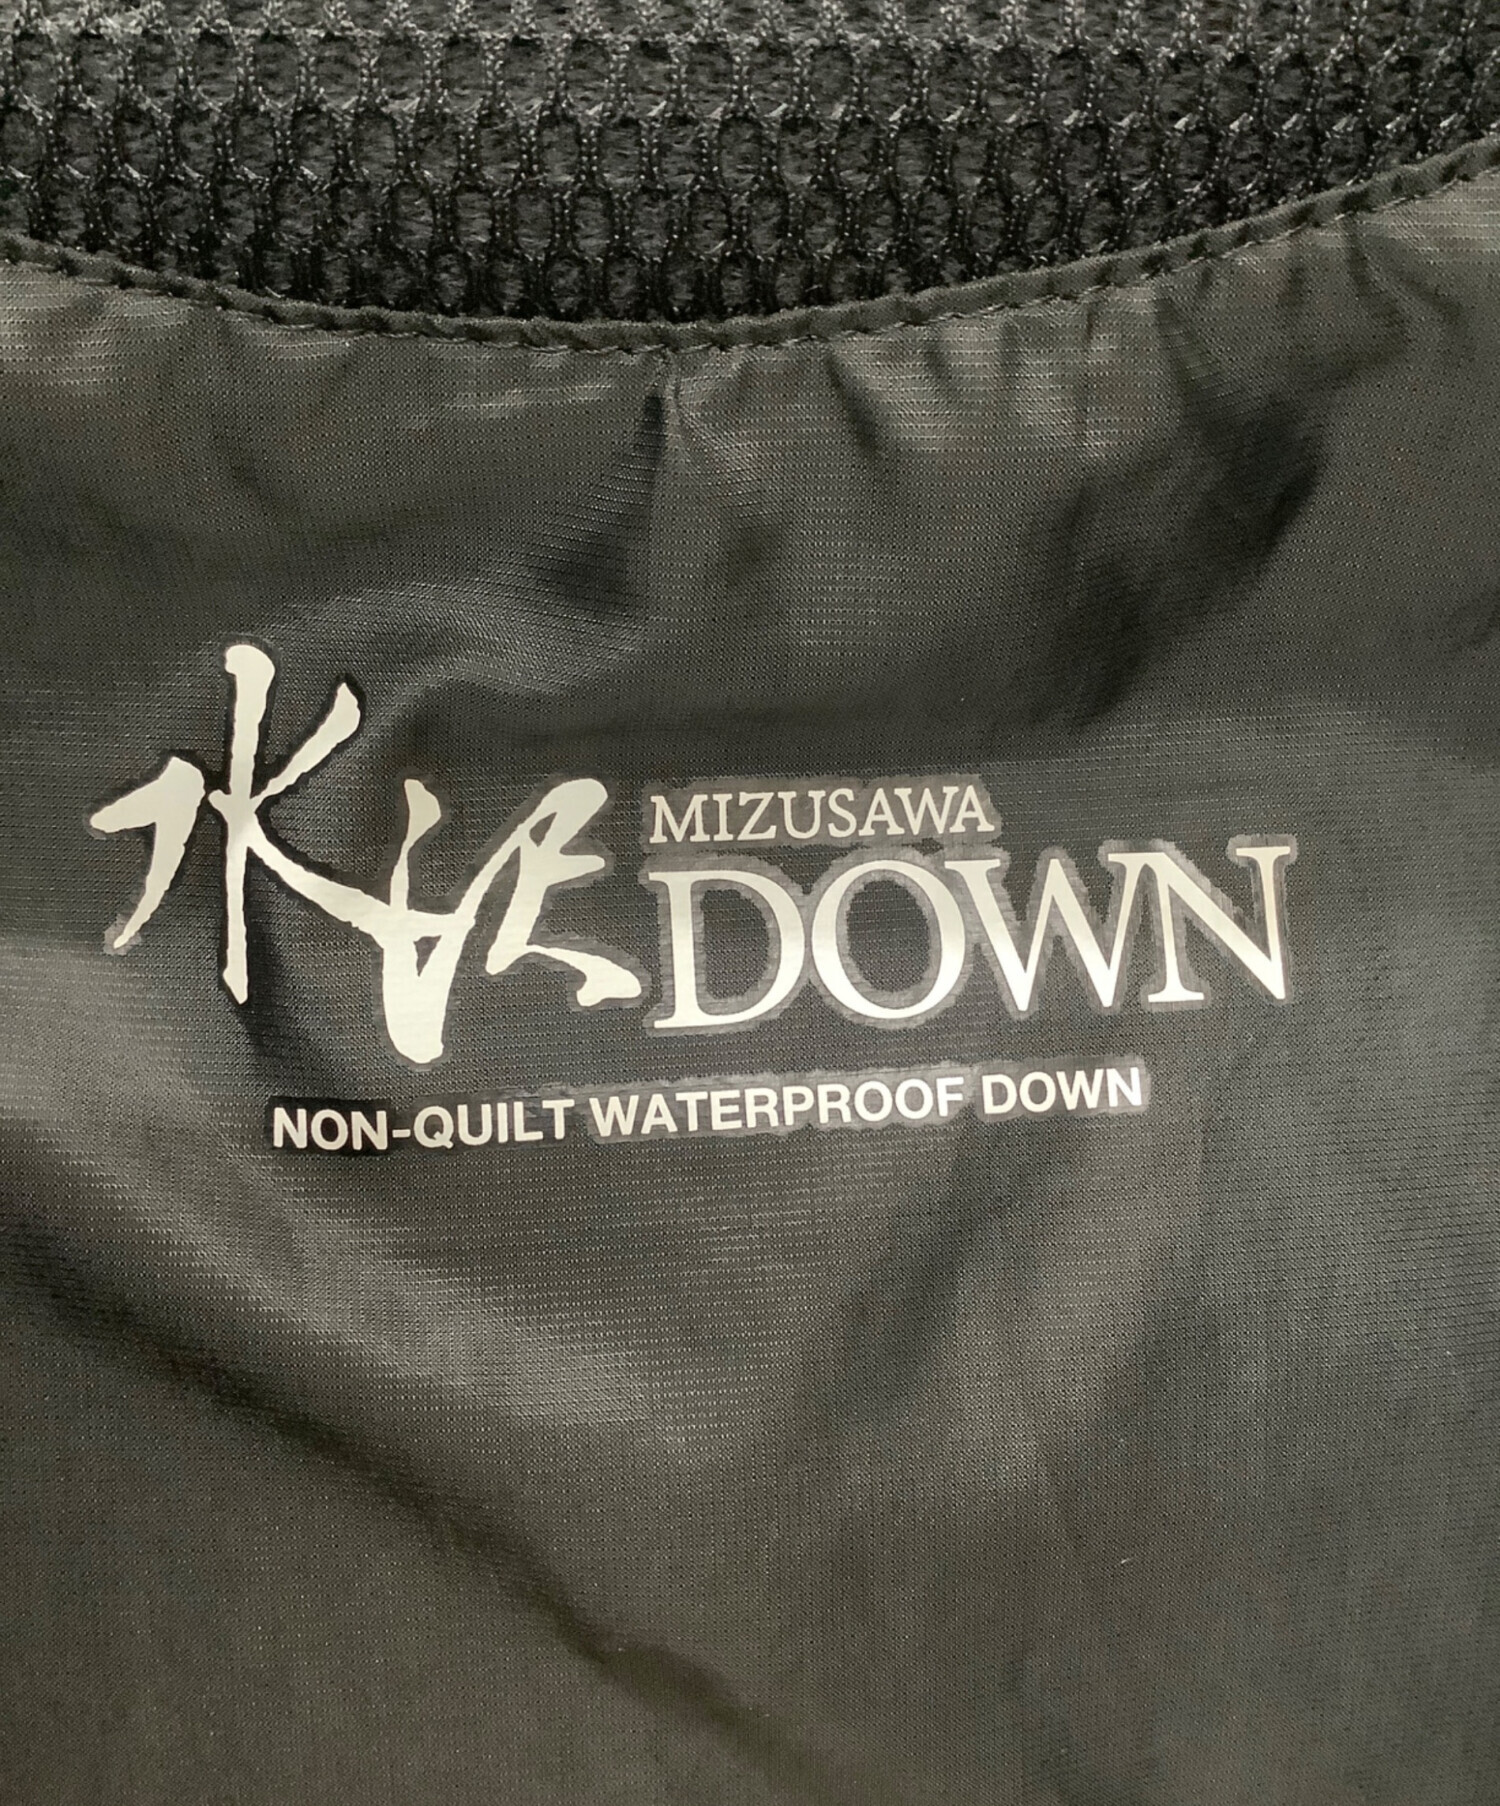 水沢
MIZUSAWA
DOWN
NON-QUILT WATERPROOF DOWN